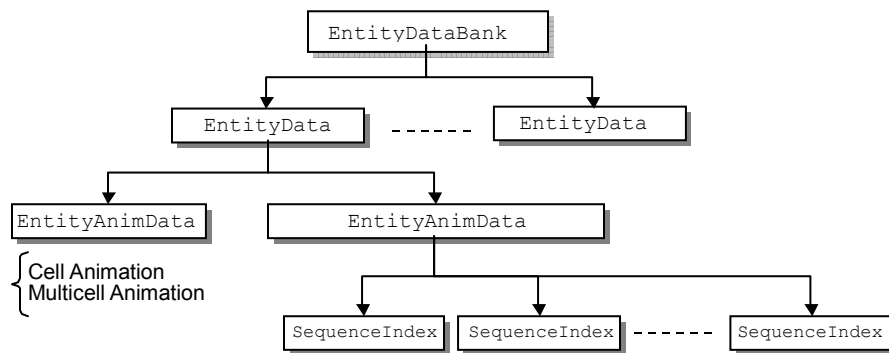 EntityDataBank
EntityData
EntityData
EntityAnimData
EntityAnimData
Cell Animation
Multicell Animation
SequenceIndex
SequenceIndex
SequenceIndex